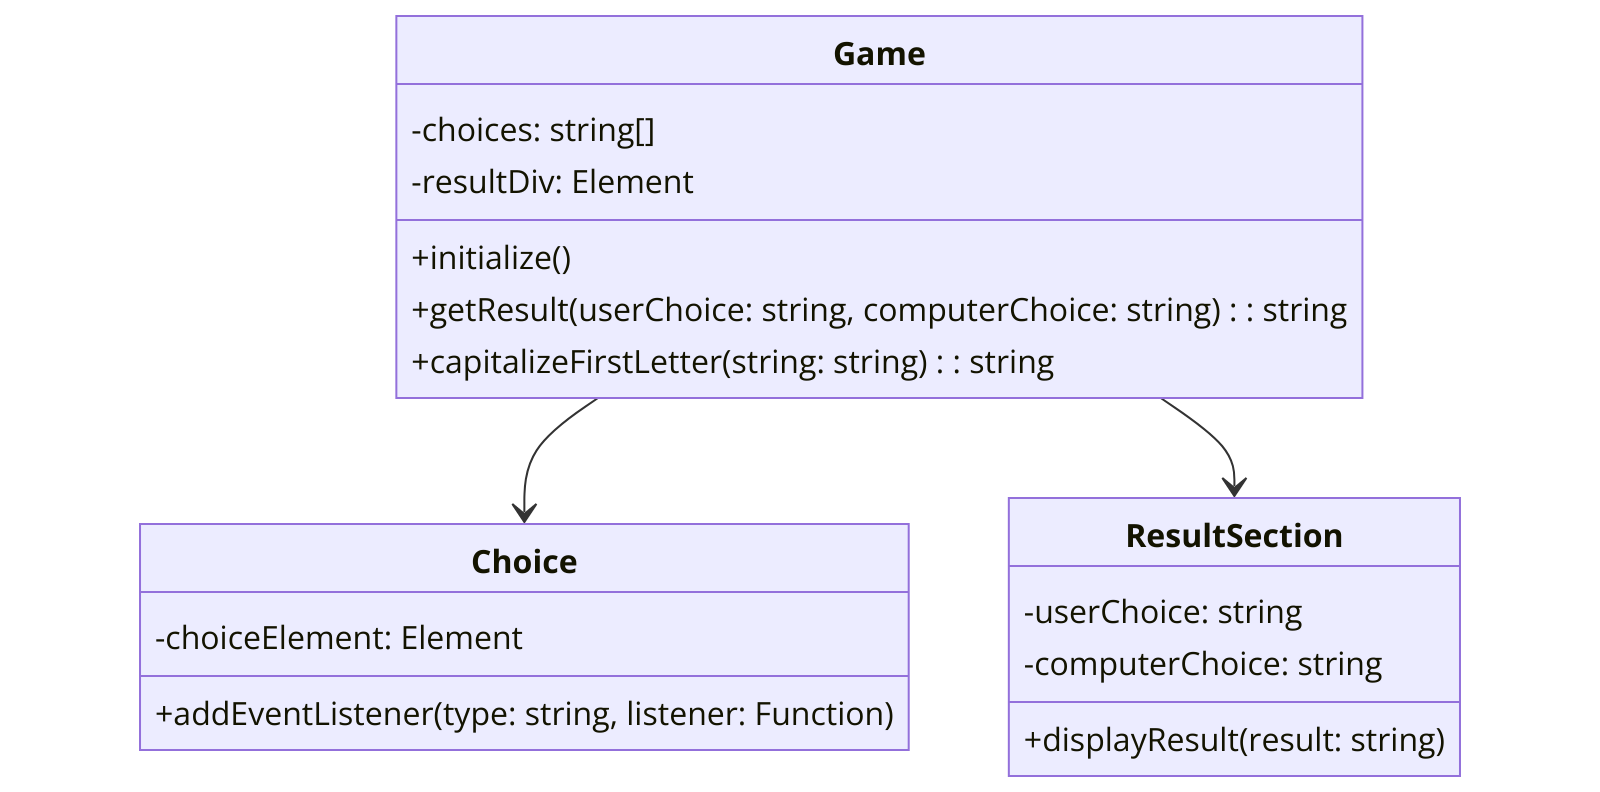 Game
-choices: string[]
-resultDiv: Element
+initialize()
+getResult(userChoice: string, computerChoice: string) : : string
+capitalizeFirstLetter(string: string) : : string
Choice
-choiceElement: Element
+addEventListener(type: string, listener: Function)
ResultSection
-userChoice: string
-computerChoice: string
+displayResult(result: string)